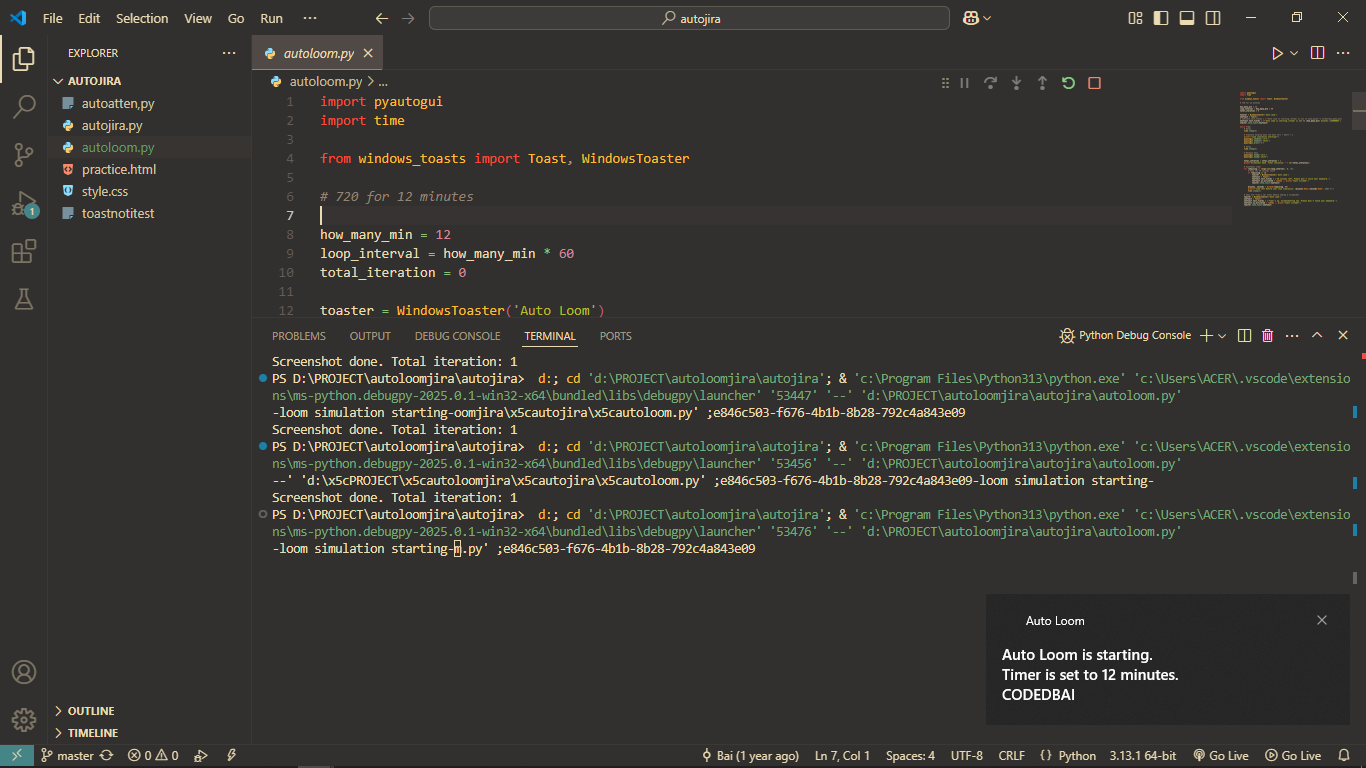 File Edit Selection View Go Run ··· autojira
EXPLORER ···
AUTOJIRA
autoatten,py
autojira.py
autoloom.py
practice.html
style.css
toastnotitest
1
OUTLINE
TIMELINE
autoloom.py
autoloom.py > ...
1 import pyautogui
2 import time
3
4 from windows_toasts import Toast, WindowsToaster
5
6 # 720 for 12 minutes
7
8 how_many_min = 12
9 loop_interval = how_many_min * 60
10 total_iteration = 0
11
12 toaster = WindowsToaster('Auto Loom')
PROBLEMS OUTPUT DEBUG CONSOLE TERMINAL PORTS Python Debug Console
Screenshot done. Total iteration: 1
PS D:\PROJECT\autoloomjira\autojira>  d:; cd 'd:\PROJECT\autoloomjira\autojira'; & 'c:\Program Files\Python313\python.exe' 'c:\Users\ACER\.vscode\extensio
ns\ms-python.debugpy-2025.0.1-win32-x64\bundled\libs\debugpy\launcher' '53447' '--' 'd:\PROJECT\autoloomjira\autojira\autoloom.py'
-loom simulation starting-oomjira\x5cautojira\x5cautoloom.py' ;e846c503-f676-4b1b-8b28-792c4a843e09
Screenshot done. Total iteration: 1
PS D:\PROJECT\autoloomjira\autojira>  d:; cd 'd:\PROJECT\autoloomjira\autojira'; & 'c:\Program Files\Python313\python.exe' 'c:\Users\ACER\.vscode\extensio
ns\ms-python.debugpy-2025.0.1-win32-x64\bundled\libs\debugpy\launcher' '53456' '--' 'd:\PROJECT\autoloomjira\autojira\autoloom.py'
--' 'd:\x5cPROJECT\x5cautoloomjira\x5cautojira\x5cautoloom.py' ;e846c503-f676-4b1b-8b28-792c4a843e09-loom simulation starting-
Screenshot done. Total iteration: 1
PS D:\PROJECT\autoloomjira\autojira>  d:; cd 'd:\PROJECT\autoloomjira\autojira'; & 'c:\Program Files\Python313\python.exe' 'c:\Users\ACER\.vscode\extensio
ns\ms-python.debugpy-2025.0.1-win32-x64\bundled\libs\debugpy\launcher' '53476' '--' 'd:\PROJECT\autoloomjira\autojira\autoloom.py'
-loom simulation starting-m.py' ;e846c503-f676-4b1b-8b28-792c4a843e09
Auto Loom
Auto Loom is starting.
Timer is set to 12 minutes.
CODEDBAI
master 0 0 Bai (1 year ago) Ln 7, Col 1 Spaces: 4 UTF-8 CRLF {} Python 3.13.1 64-bit Go Live Go Live